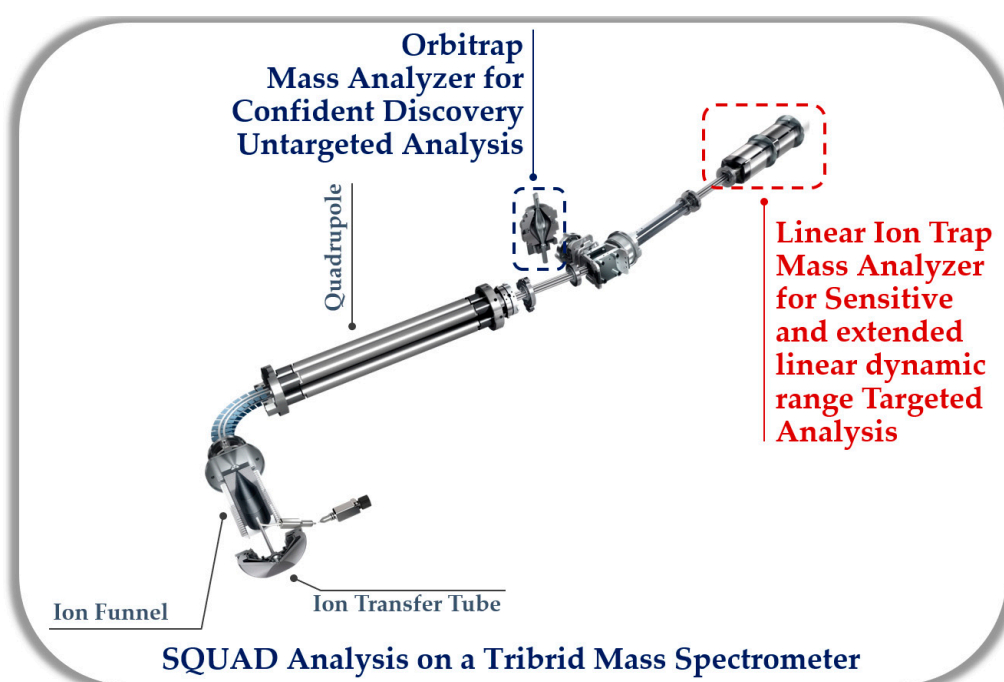 Orbitrap
Mass Analyzer for
Confident Discovery
Untargeted Analysis
Quadrupole
Linear Ion Trap
Mass Analyzer
for Sensitive
and extended
linear dynamic
range Targeted
Analysis
Ion Funnel
Ion Transfer Tube
SQUAD Analysis on a Tribrid Mass Spectrometer